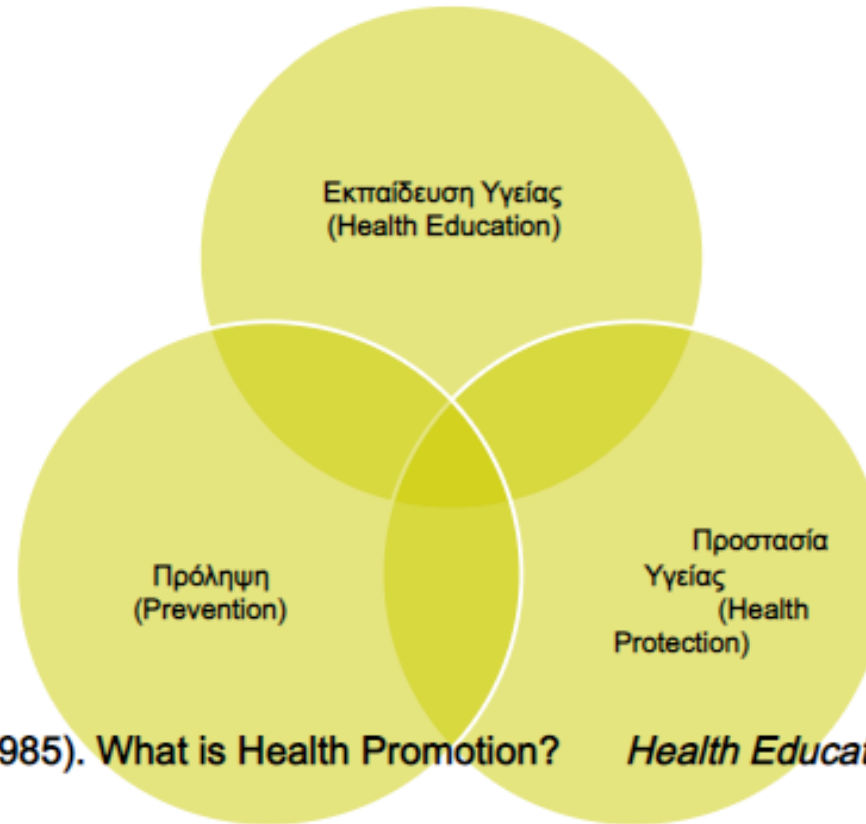 Εκπαίδευση Υγείας
(Health Education)
Πρόληψη
(Prevention)
Προστασία
Υγείας
(Health
Protection)
985). What is Health Promotion? Health Educat